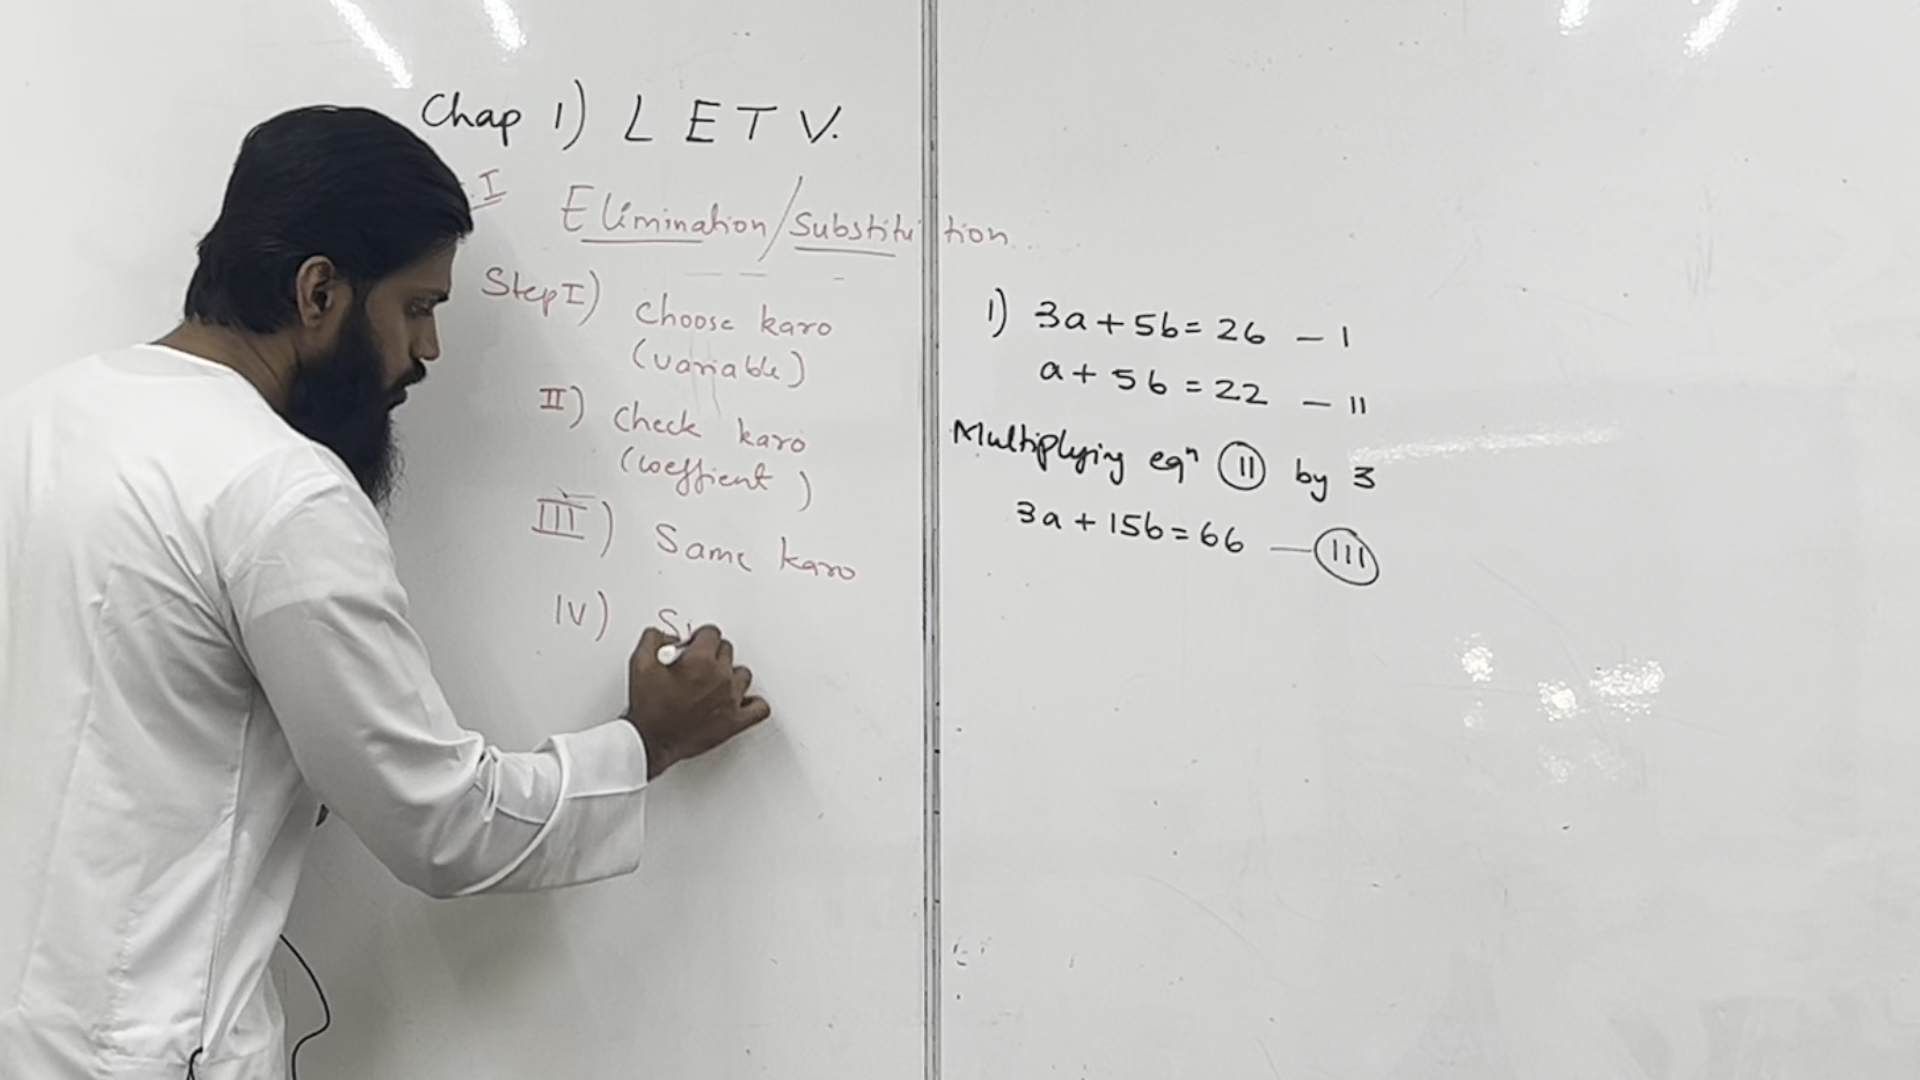 Chap 1) L E T V.
.I
Elimination/Substitution
Step I) choose karo
(variable)
II) check karo
(coeffient)
III) Same karo
IV)
1) 3a + 5b = 26 — I
a + 5b = 22 — II
Multiplying eqⁿ II by 3
3a + 15b = 66 — III